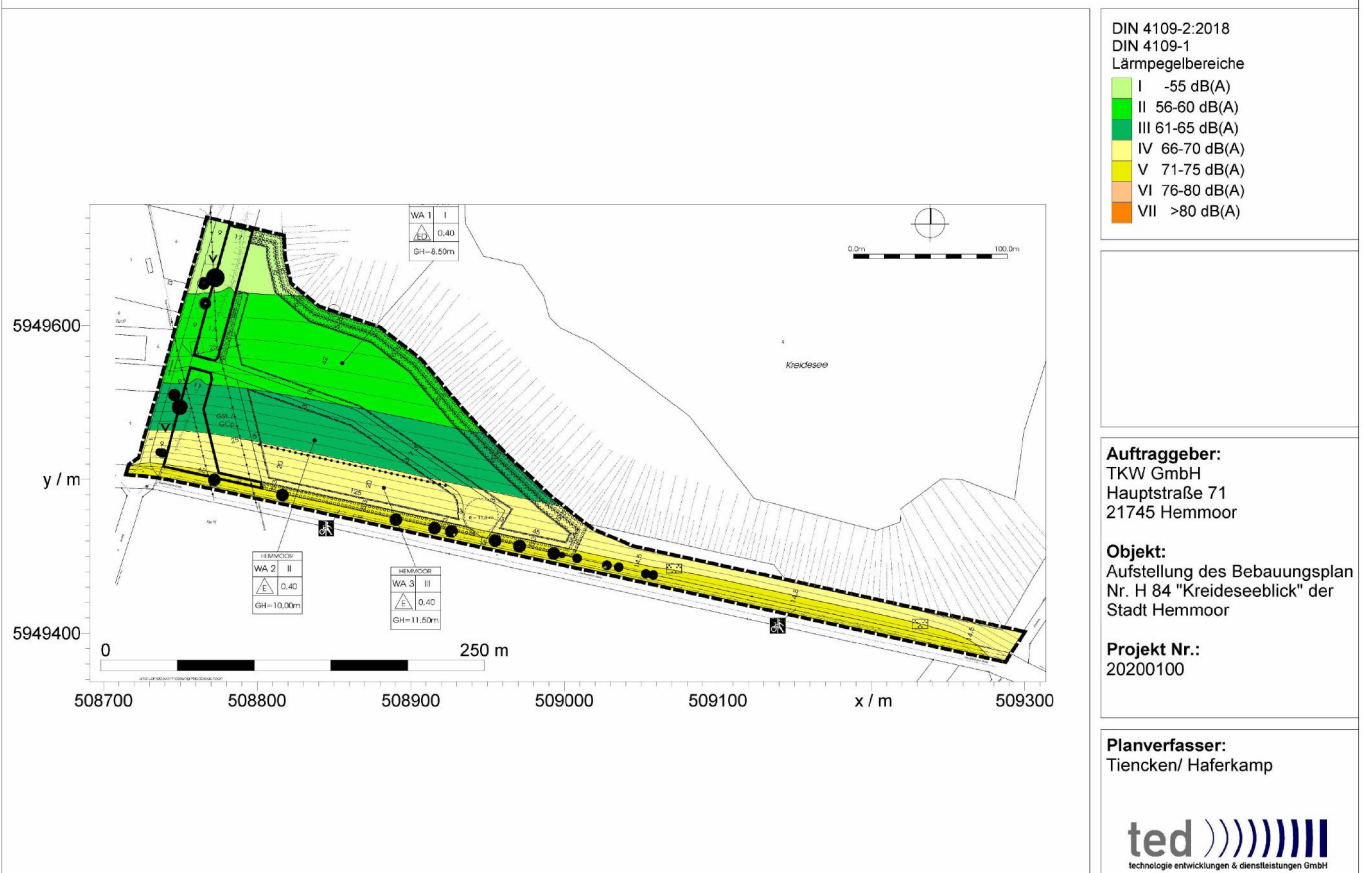 DIN 4109-2:2018
DIN 4109-1
Lärmpegelbereiche
I -55 dB(A)
II 56-60 dB(A)
III 61-65 dB(A)
IV 66-70 dB(A)
V 71-75 dB(A)
VI 76-80 dB(A)
VII >80 dB(A)
WA 1 I
ED 0.40
GH=8,50m
0.0m 100.0m
Kreidesee
5949600
y / m
5949400
HEMMOOR
WA 2 II
E 0,40
GH=10,00m
HEMMOOR
WA 3 III
E 0,40
GH=11,50m
0 250 m
508700 508800 508900 509000 509100 x / m 509300
Auftraggeber:
TKW GmbH
Hauptstraße 71
21745 Hemmoor
Objekt:
Aufstellung des Bebauungsplan
Nr. H 84 "Kreideseeblick" der
Stadt Hemmoor
Projekt Nr.:
20200100
Planverfasser:
Tiencken/ Haferkamp
ted
technologie entwicklungen & dienstleistungen GmbH